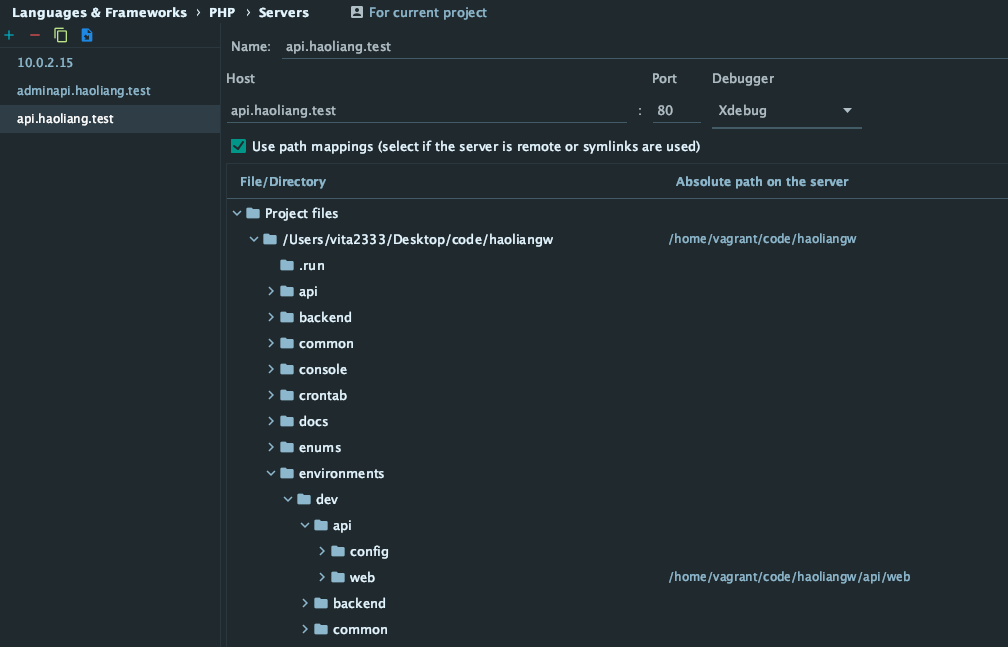 Languages & Frameworks › PHP › Servers For current project
Name: api.haoliang.test
10.0.2.15
adminapi.haoliang.test
api.haoliang.test
Host Port Debugger
api.haoliang.test : 80 Xdebug
Use path mappings (select if the server is remote or symlinks are used)
File/Directory Absolute path on the server
Project files
/Users/vita2333/Desktop/code/haoliangw /home/vagrant/code/haoliangw
.run
api
backend
common
console
crontab
docs
enums
environments
dev
api
config
web /home/vagrant/code/haoliangw/api/web
backend
common